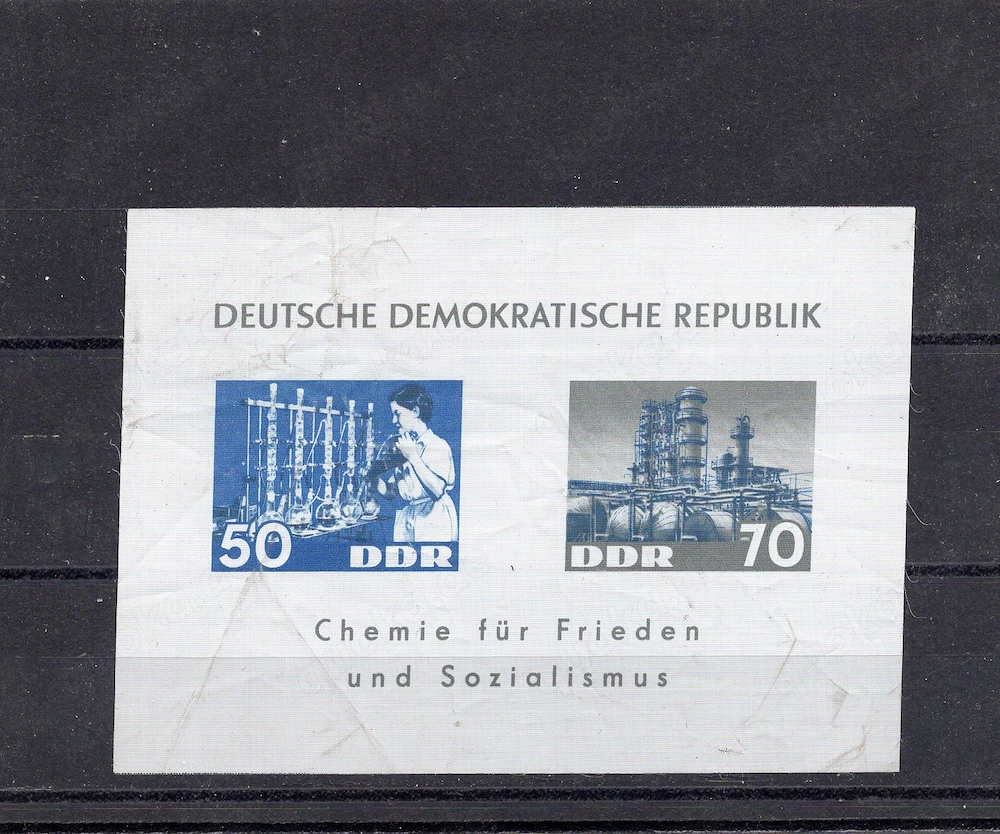 DEUTSCHE DEMOKRATISCHE REPUBLIK
50 DDR
DDR 70
Chemie für Frieden
und Sozialismus